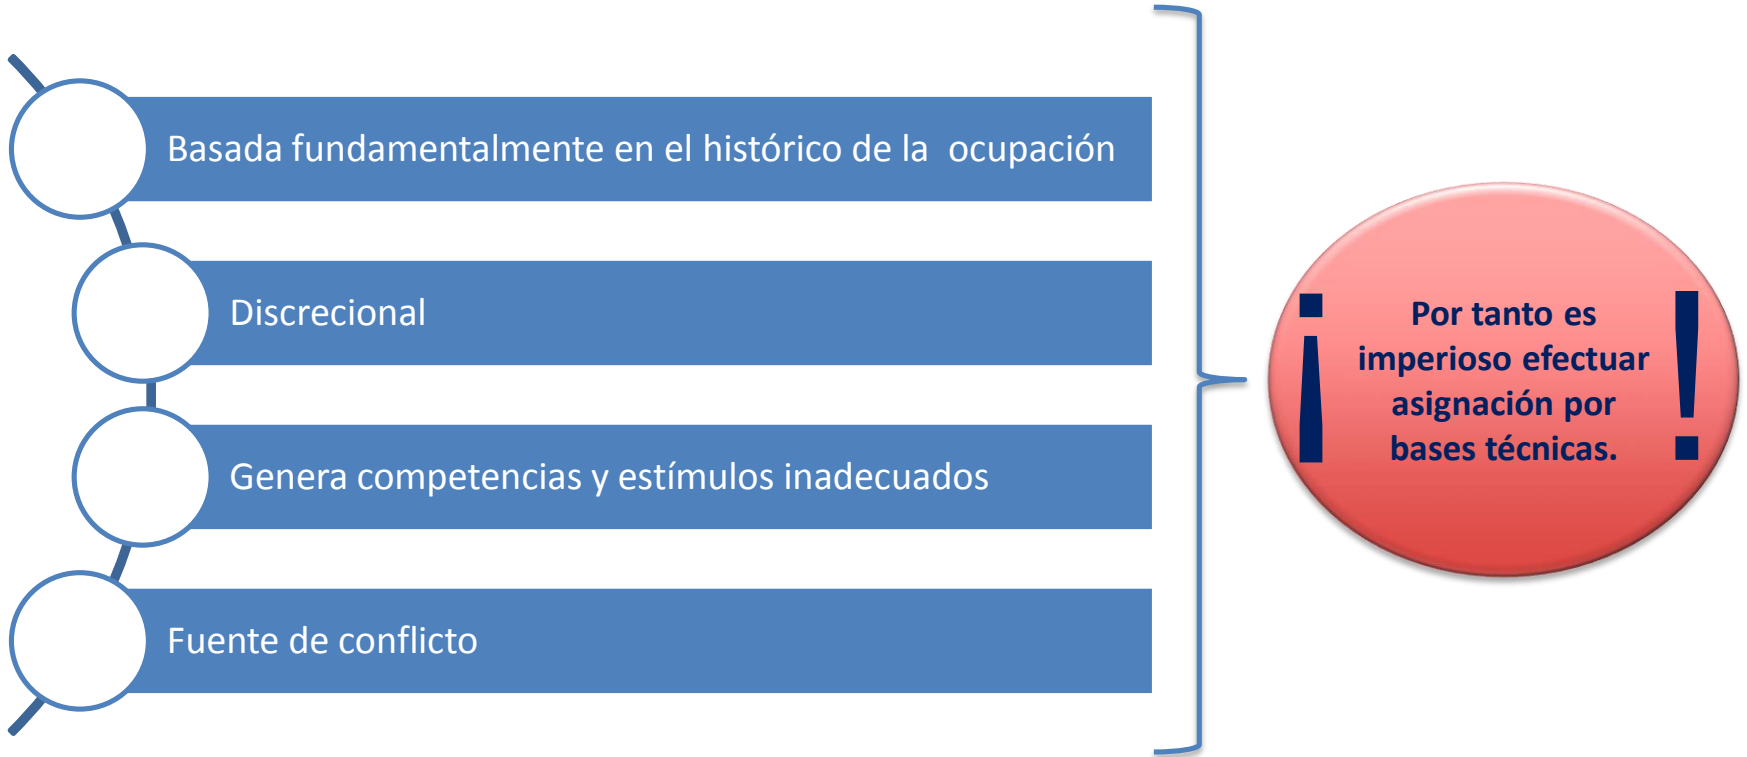 Basada fundamentalmente en el histórico de la  ocupación
Discrecional
Genera competencias y estímulos inadecuados
Fuente de conflicto
¡ Por tanto es
imperioso efectuar
asignación por
bases técnicas. !